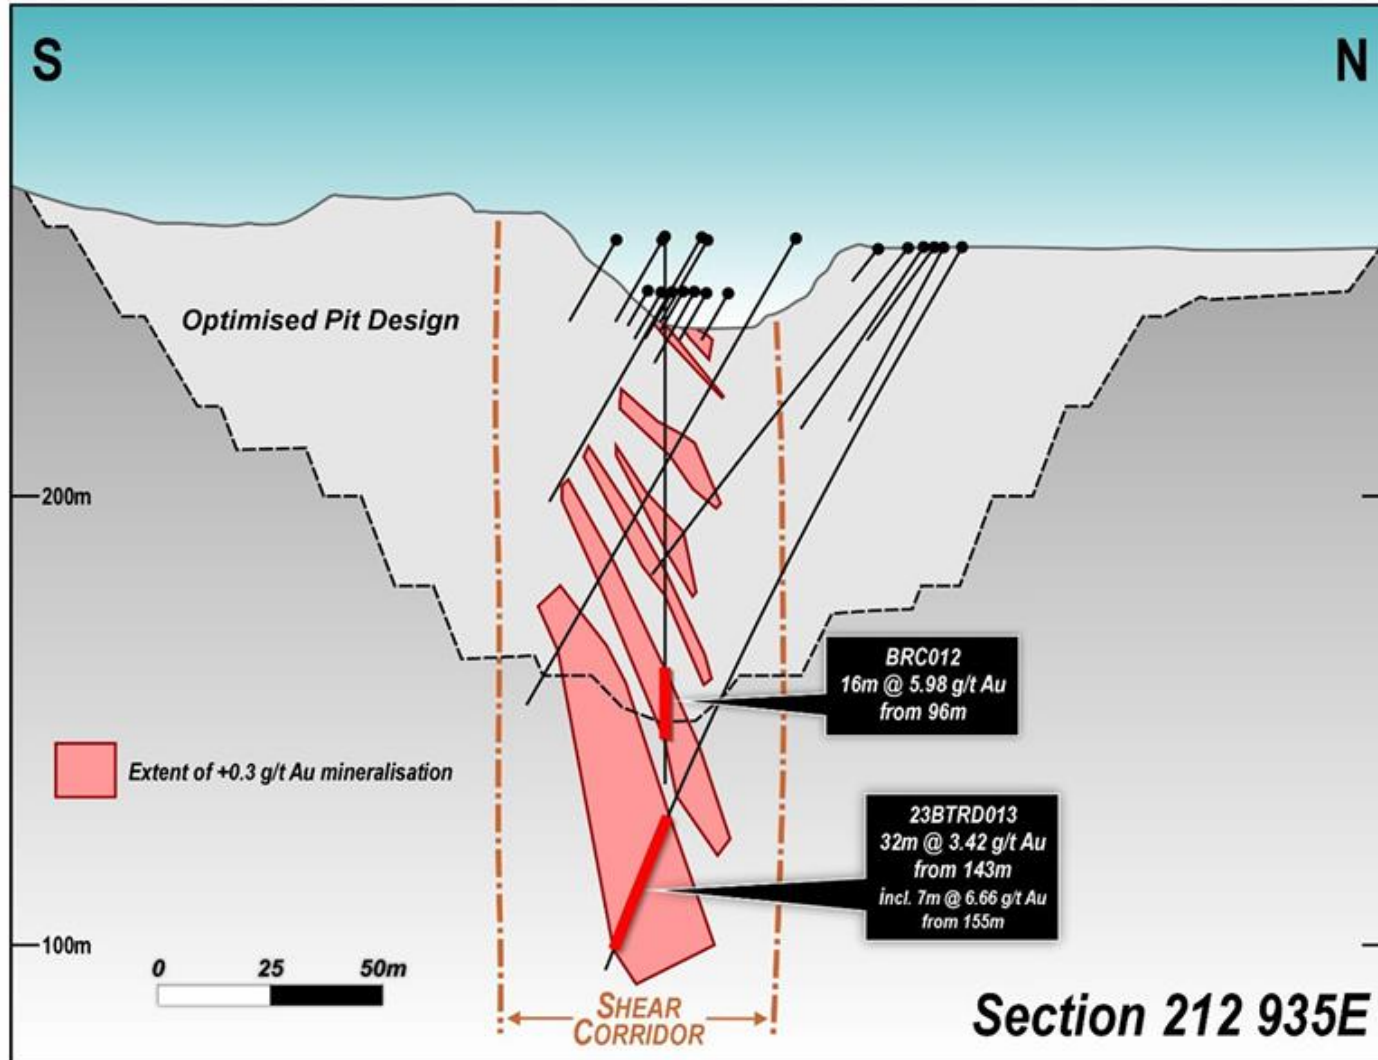 S
N
Optimised Pit Design
200m
BRC012
16m @ 5.98 g/t Au
from 96m
Extent of +0.3 g/t Au mineralisation
23BTRD013
32m @ 3.42 g/t Au
from 143m
incl. 7m @ 6.66 g/t Au
from 155m
100m
0 25 50m
SHEAR
CORRIDOR
Section 212 935E